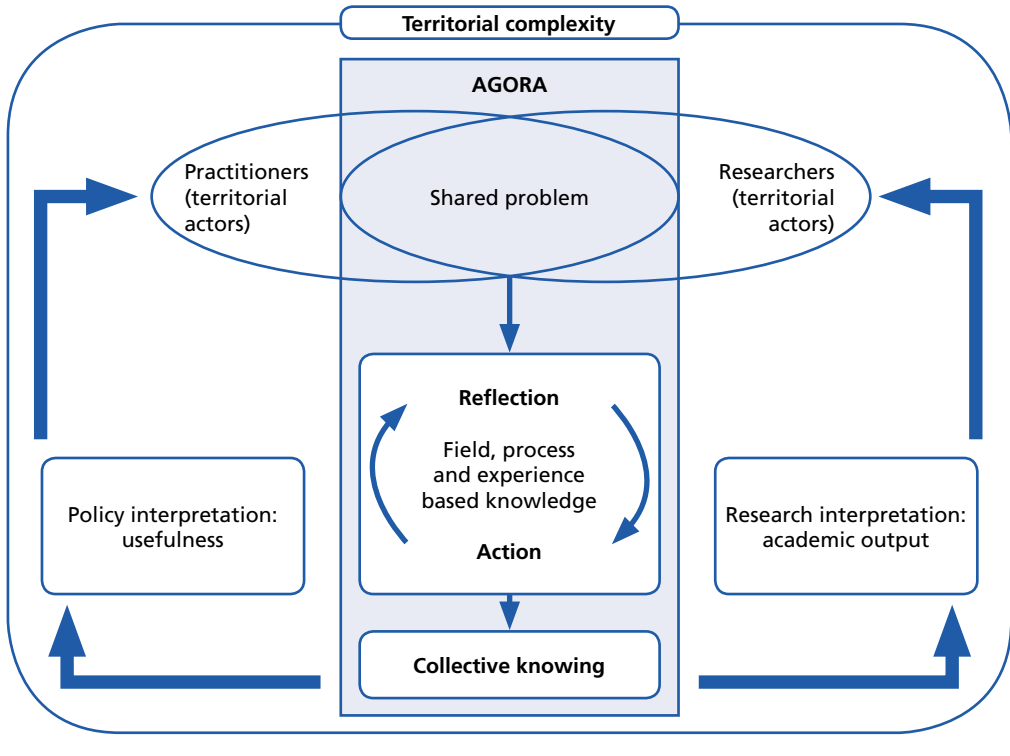 Territorial complexity
AGORA
Practitioners
(territorial
actors)
Shared problem
Researchers
(territorial
actors)
Reflection
Field, process
and experience
based knowledge
Action
Policy interpretation:
usefulness
Research interpretation:
academic output
Collective knowing